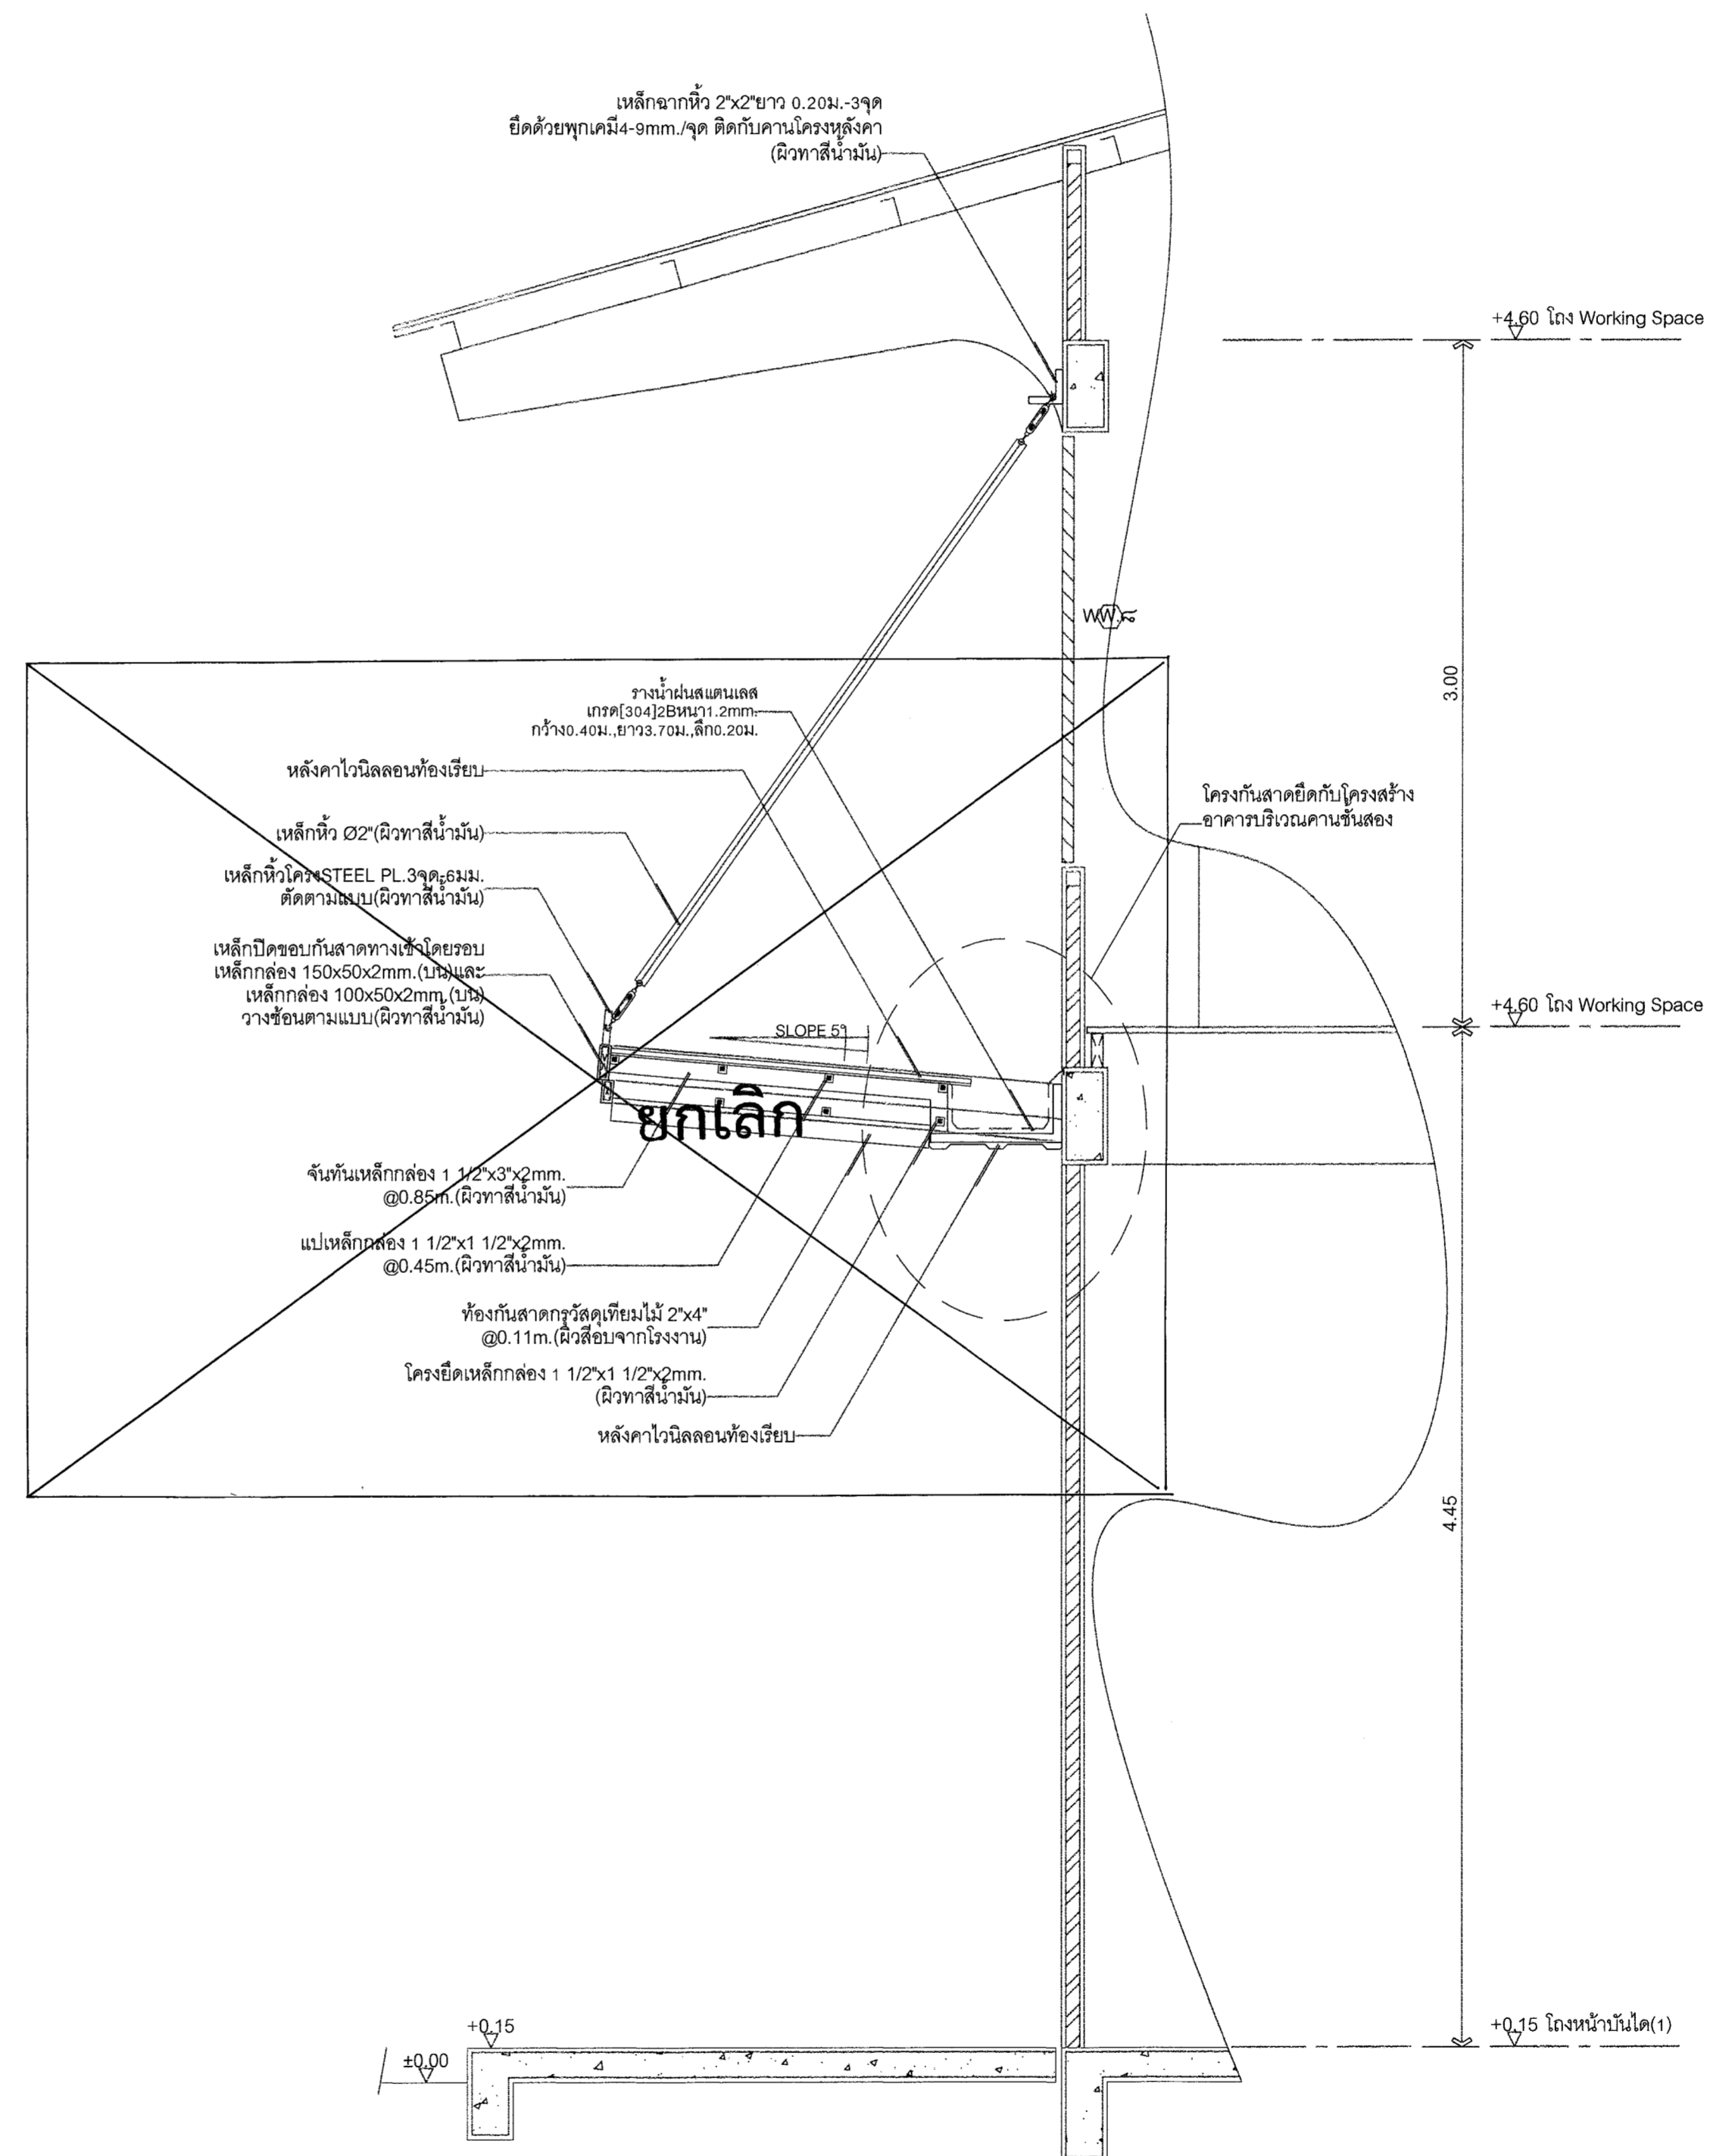 เหล็กฉากหิ้ว 2"x2"ยาว 0.20ม.-3จุด
ยึดด้วยพุกเคมี4-9mm./จุด ติดกับคานโครงหลังคา
(ผิวทาสีน้ำมัน)
+4.60 โถง Working Space
3.00
รางน้ำฝนสแตนเลส
เกรด[304]2Bหนา1.2mm.
กว้าง0.40ม.,ยาว3.70ม.,ลึก0.20ม.
หลังคาไวนิลลอนท้องเรียบ
เหล็กหิ้ว Ø2"(ผิวทาสีน้ำมัน)
เหล็กหิ้วโครงSTEEL PL.3จุด-6มม.
ตัดตามแบบ(ผิวทาสีน้ำมัน)
เหล็กปิดขอบกันสาดทางเข้าโดยรอบ
เหล็กกล่อง 150x50x2mm.(บน)และ
เหล็กกล่อง 100x50x2mm.(บน)
วางซ้อนตามแบบ(ผิวทาสีน้ำมัน)
โครงกันสาดยึดกับโครงสร้าง
อาคารบริเวณคานชั้นสอง
+4.60 โถง Working Space
SLOPE 5°
ยกเลิก
จันทันเหล็กกล่อง 1 1/2"x3"x2mm.
@0.85m.(ผิวทาสีน้ำมัน)
แปเหล็กกล่อง 1 1/2"x1 1/2"x2mm.
@0.45m.(ผิวทาสีน้ำมัน)
ท้องกันสาดกรุวัสดุเทียมไม้ 2"x4"
@0.11m.(ผิวสีอบจากโรงงาน)
โครงยึดเหล็กกล่อง 1 1/2"x1 1/2"x2mm.
(ผิวทาสีน้ำมัน)
หลังคาไวนิลลอนท้องเรียบ
4.45
+0.15
±0.00
+0.15 โถงหน้าบันได(1)